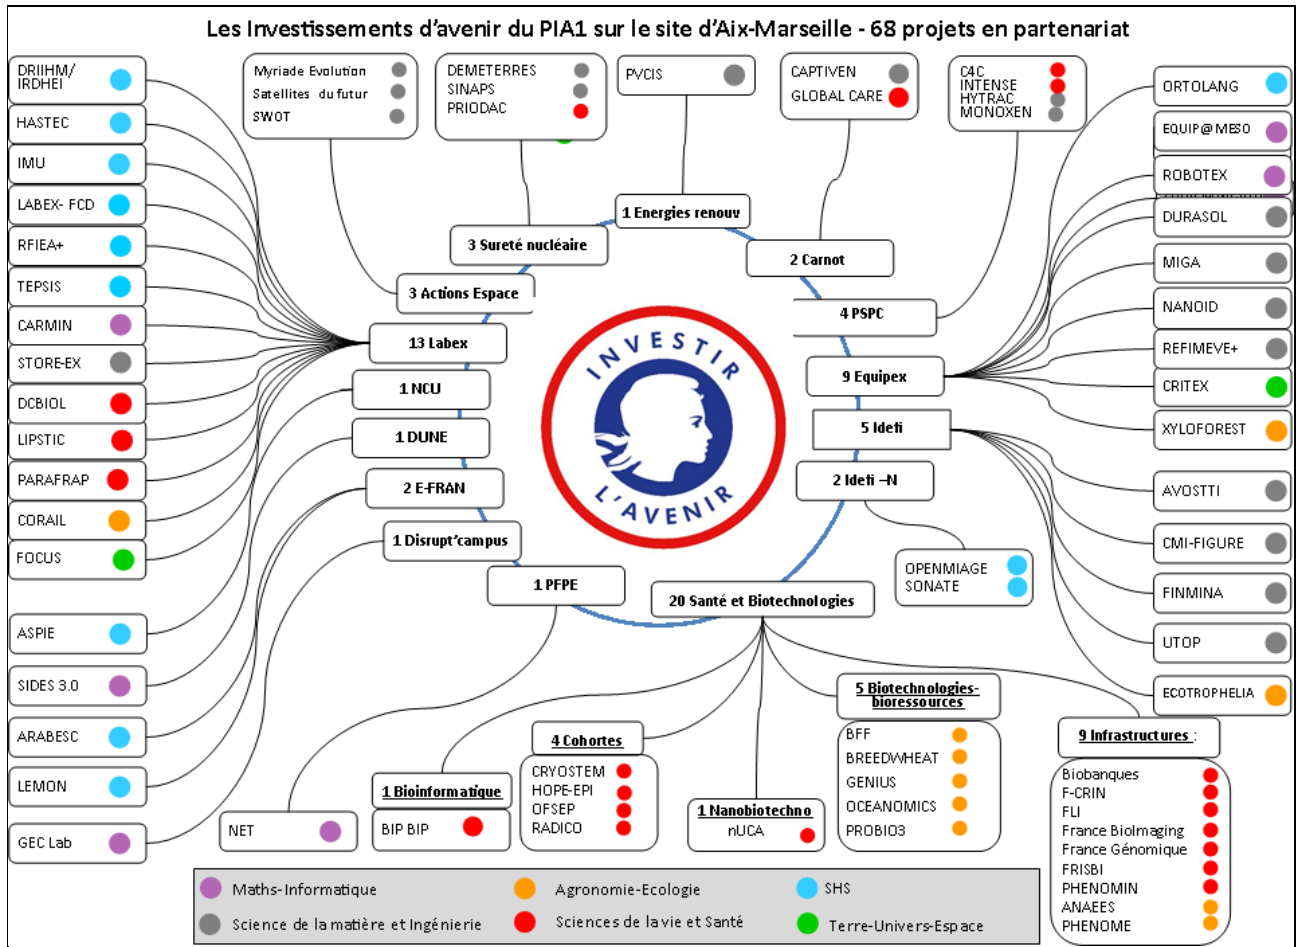 Les Investissements d'avenir du PIA1 sur le site d'Aix-Marseille - 68 projets en partenariat
DRIIHM/
IRDHEI
HASTEC
IMU
LABEX- FCD
RFIEA+
TEPSIS
CARMIN
STORE-EX
DCBIOL
LIPSTIC
PARAFRAP
CORAIL
FOCUS
ASPIE
SIDES 3.0
ARABESC
LEMON
GEC Lab
Myriade Evolution
Satellites du futur
SWOT
DEMETERRES
SINAPS
PRIODAC
PVCIS
CAPTIVEN
GLOBAL CARE
C4C
INTENSE
HYTRAC
MONOXEN
1 Energies renouv
3 Sureté nucléaire
2 Carnot
3 Actions Espace
4 PSPC
13 Labex
9 Equipex
1 NCU
5 Idefi
1 DUNE
2 Idefi –N
2 E-FRAN
1 Disrupt'campus
1 PFPE
20 Santé et Biotechnologies
INVESTIR
L'AVENIR
ORTOLANG
EQUIP@MESO
ROBOTEX
DURASOL
MIGA
NANOID
REFIMEVE+
CRITEX
XYLOFOREST
AVOSTTI
CMI-FIGURE
FINMINA
UTOP
ECOTROPHELIA
OPENMIAGE
SONATE
NET
1 Bioinformatique
BIP BIP
4 Cohortes
CRYOSTEM
HOPE-EPI
OFSEP
RADICO
1 Nanobiotechno
nUCA
5 Biotechnologies-
bioressources
BFF
BREEDWHEAT
GENIUS
OCEANOMICS
PROBIO3
9 Infrastructures :
Biobanques
F-CRIN
FLI
France BioImaging
France Génomique
FRISBI
PHENOMIN
ANAEES
PHENOME
Maths-Informatique
Agronomie-Ecologie
SHS
Science de la matière et Ingénierie
Sciences de la vie et Santé
Terre-Univers-Espace